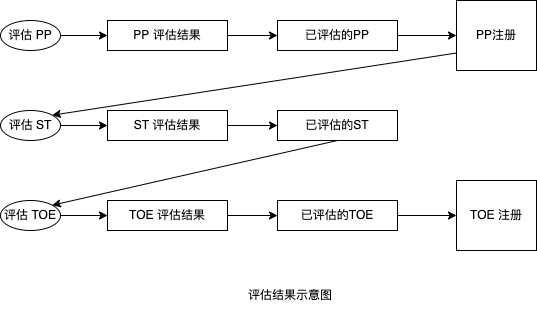 评估 PP
PP 评估结果
已评估的PP
PP注册
评估 ST
ST 评估结果
已评估的ST
评估 TOE
TOE 评估结果
已评估的TOE
TOE 注册
评估结果示意图